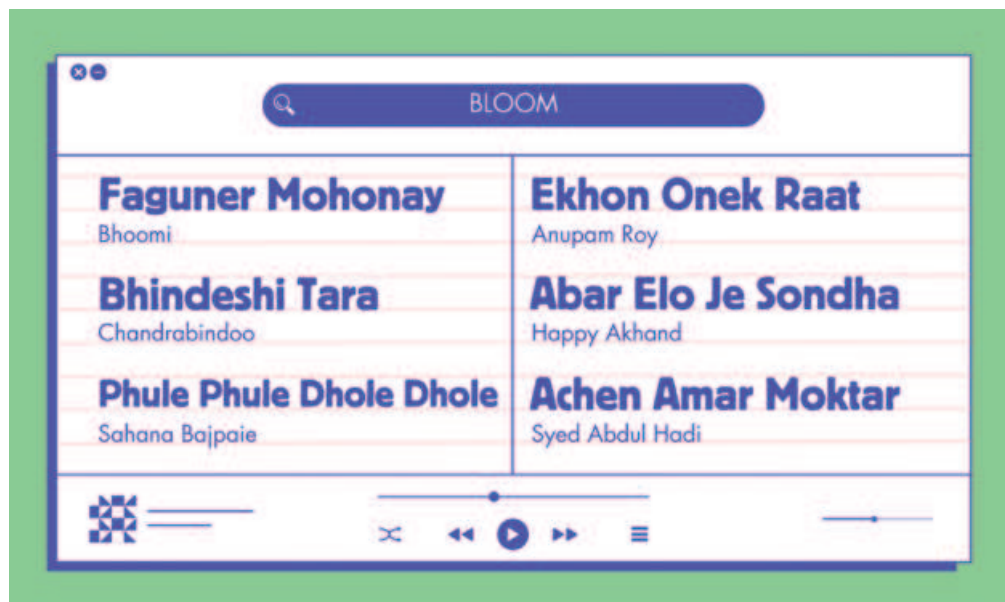 BLOOM
Faguner Mohonay
Bhoomi
Bhindeshi Tara
Chandrabindoo
Phule Phule Dhole Dhole
Sahana Bajpaie
Ekhon Onek Raat
Anupam Roy
Abar Elo Je Sondha
Happy Akhand
Achen Amar Moktar
Syed Abdul Hadi